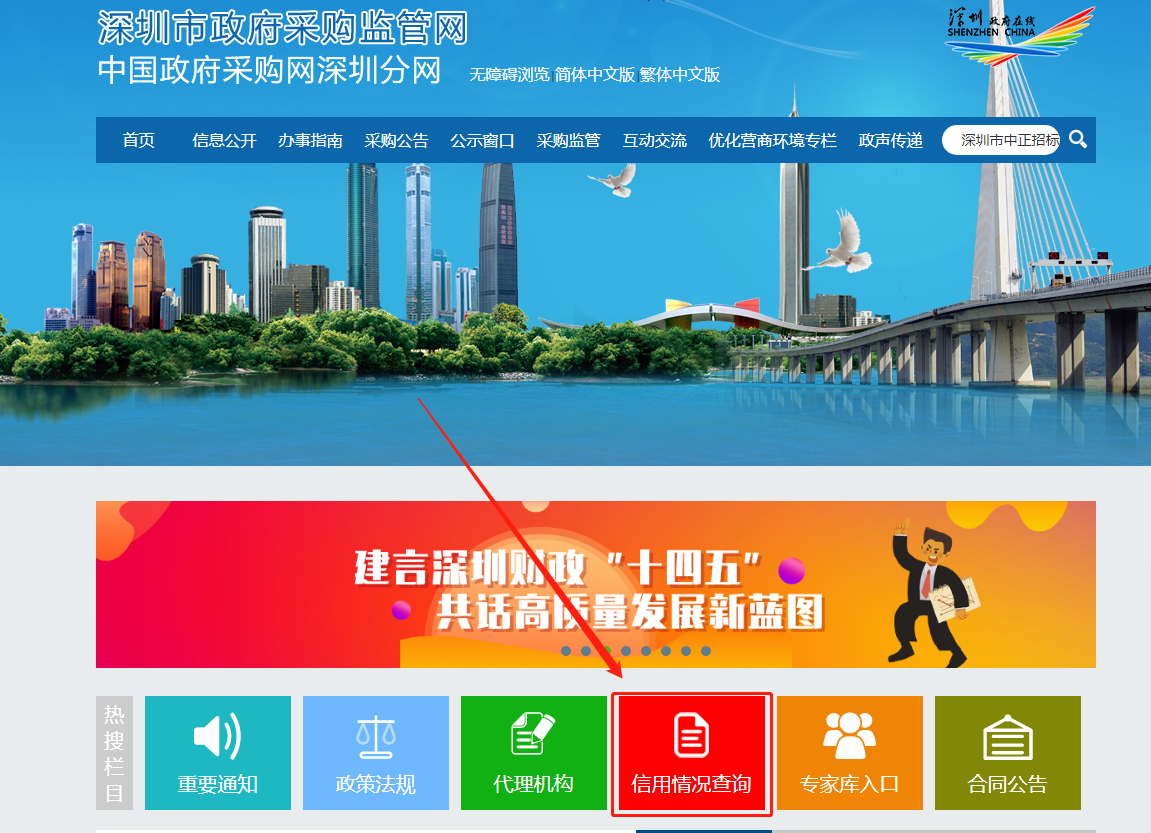 深圳市政府采购监管网
深圳政府在线
SHENZHEN CHINA
中国政府采购网深圳分网
无障碍浏览 简体中文版 繁体中文版
首页 信息公开 办事指南 采购公告 公示窗口 采购监管 互动交流 优化营商环境专栏 政声传递 深圳市中正招标
建言深圳财政“十四五”
共话高质量发展新蓝图
热搜栏目
重要通知 政策法规 代理机构 信用情况查询 专家库入口 合同公告